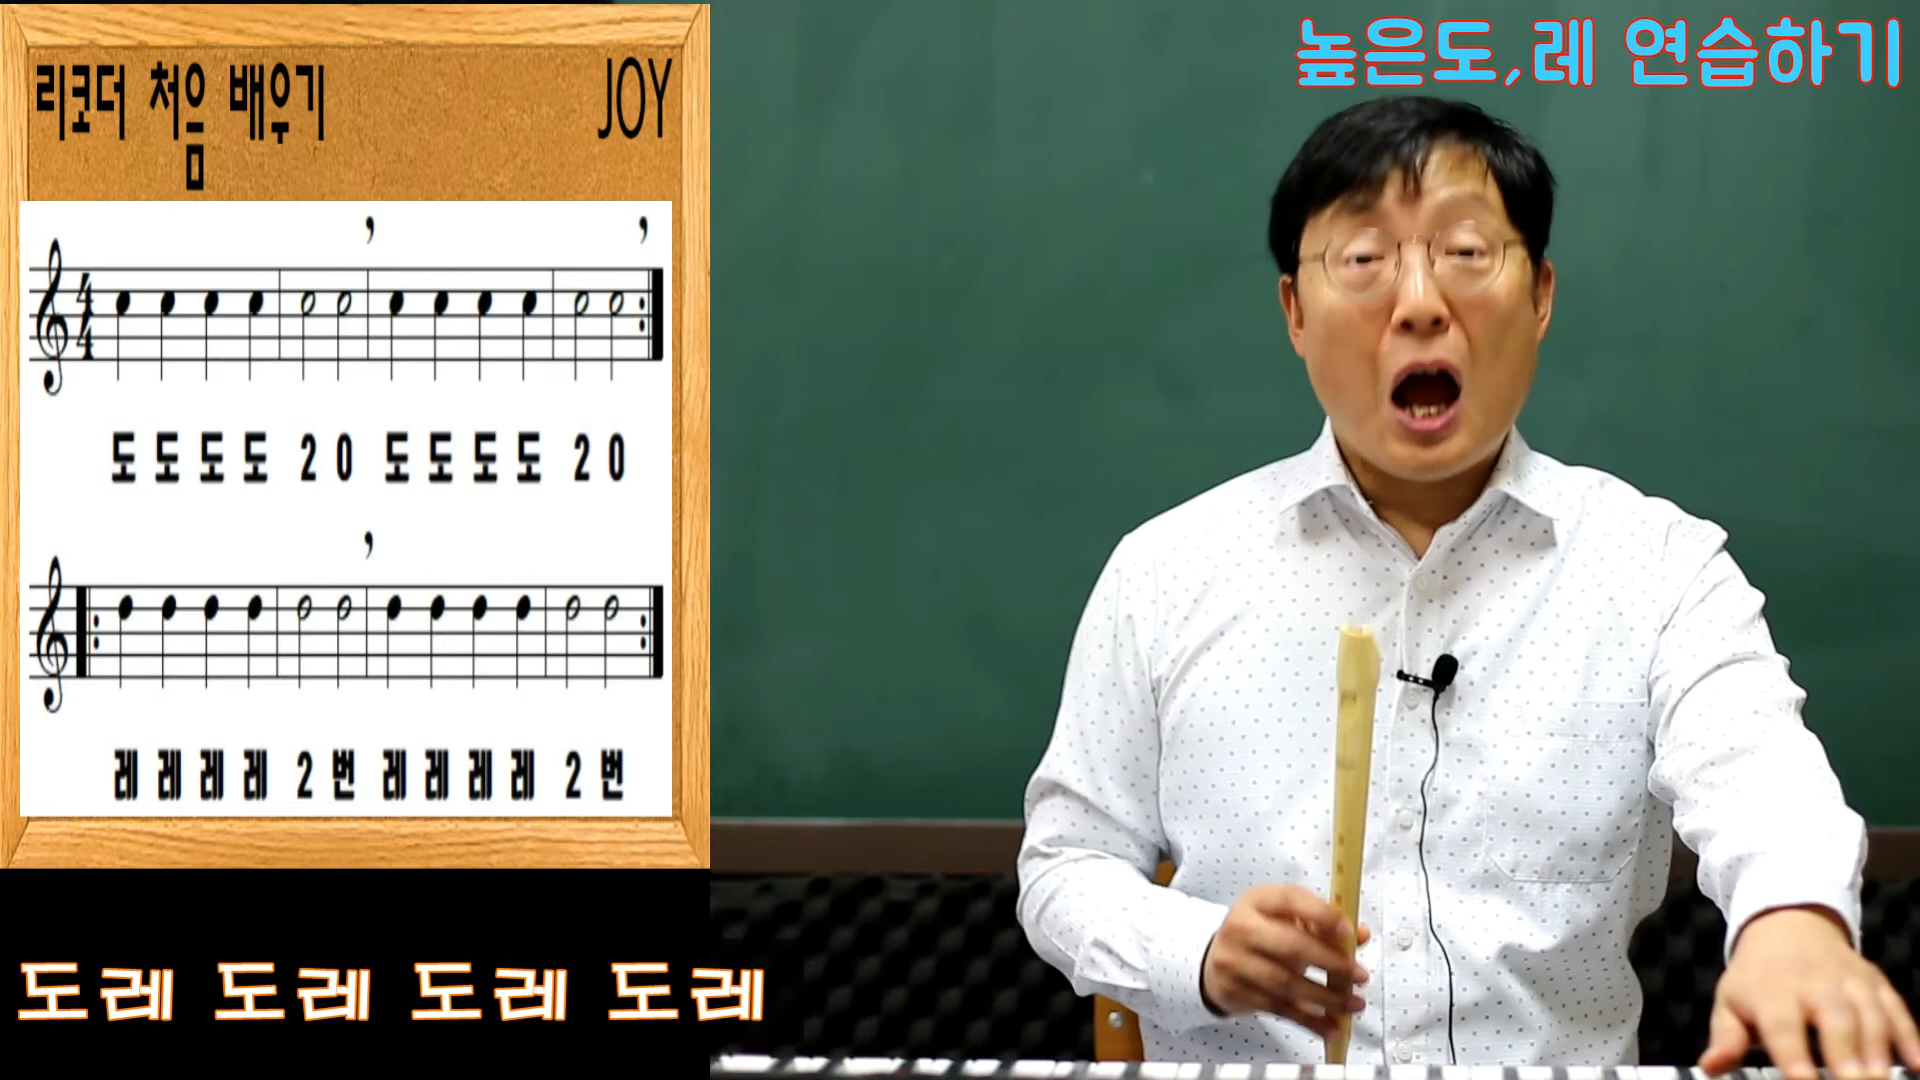 높은도,레 연습하기
리코더 처음 배우기 JOY
4
4
도 도 도 도 2 0 도 도 도 도 2 0
레 레 레 레 2 번 레 레 레 레 2 번
도레 도레 도레 도레